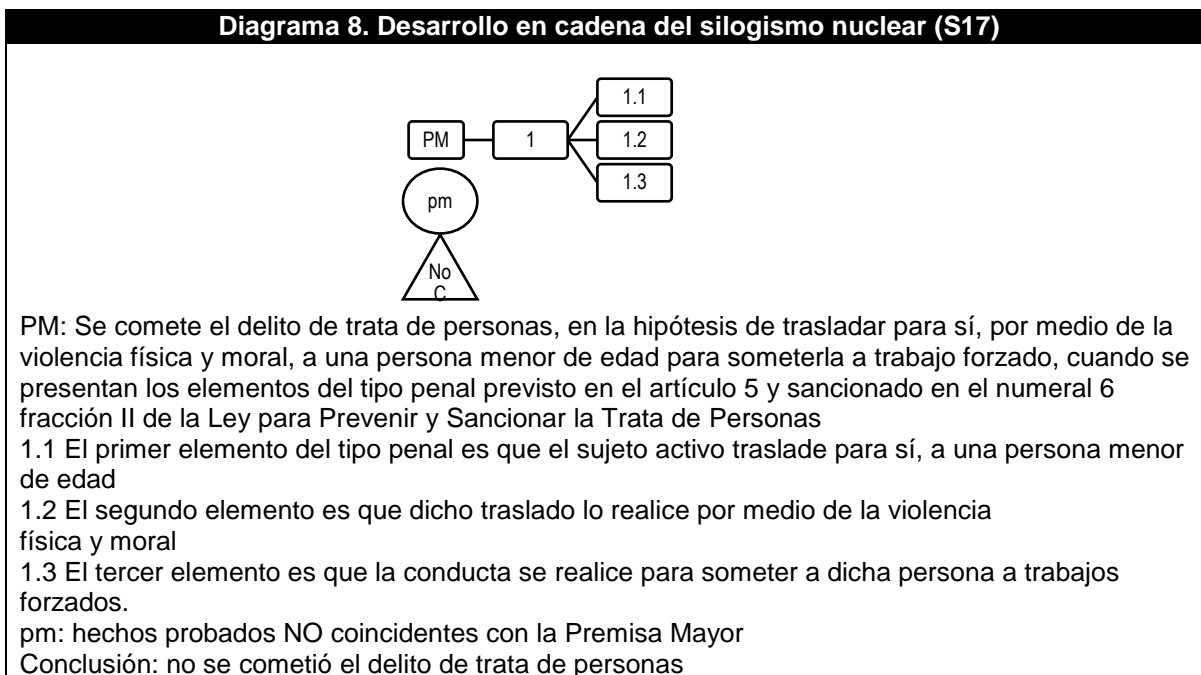 Diagrama 8. Desarrollo en cadena del silogismo nuclear (S17)
1.1
PM
1
1.2
1.3
pm
No
C
PM: Se comete el delito de trata de personas, en la hipótesis de trasladar para sí, por medio de la
violencia física y moral, a una persona menor de edad para someterla a trabajo forzado, cuando se
presentan los elementos del tipo penal previsto en el artículo 5 y sancionado en el numeral 6
fracción II de la Ley para Prevenir y Sancionar la Trata de Personas
1.1 El primer elemento del tipo penal es que el sujeto activo traslade para sí, a una persona menor
de edad
1.2 El segundo elemento es que dicho traslado lo realice por medio de la violencia
física y moral
1.3 El tercer elemento es que la conducta se realice para someter a dicha persona a trabajos
forzados.
pm: hechos probados NO coincidentes con la Premisa Mayor
Conclusión: no se cometió el delito de trata de personas